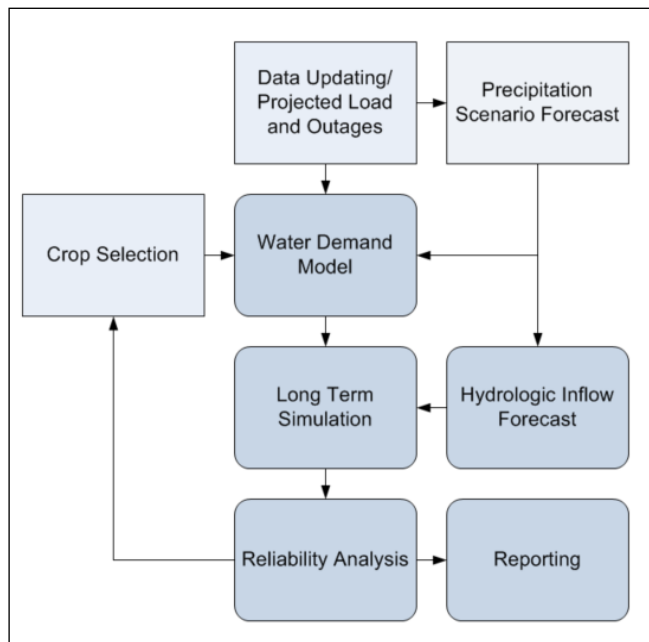 Data Updating/
Projected Load
and Outages
Precipitation
Scenario Forecast
Crop Selection
Water Demand
Model
Long Term
Simulation
Hydrologic Inflow
Forecast
Reliability Analysis
Reporting